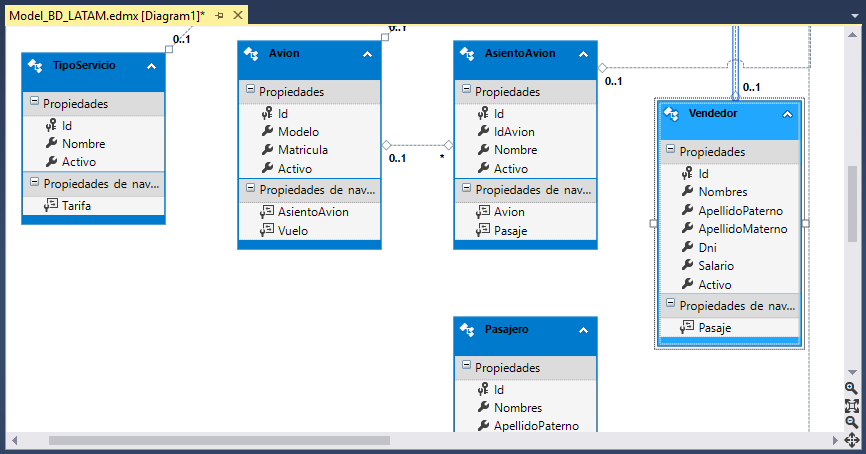 Model_BD_LATAM.edmx [Diagram1]*
0..1
TipoServicio
Propiedades
Id
Nombre
Activo
Propiedades de nav...
Tarifa
0..1
Avion
Propiedades
Id
Modelo
Matricula
Activo
Propiedades de nav...
AsientoAvion
Vuelo
0..1
*
AsientoAvion
Propiedades
Id
IdAvion
Nombre
Activo
Propiedades de nav...
Avion
Pasaje
0..1
0..1
Vendedor
Propiedades
Id
Nombres
ApellidoPaterno
ApellidoMaterno
Dni
Salario
Activo
Propiedades de nav...
Pasaje
Pasajero
Propiedades
Id
Nombres
ApellidoPaterno